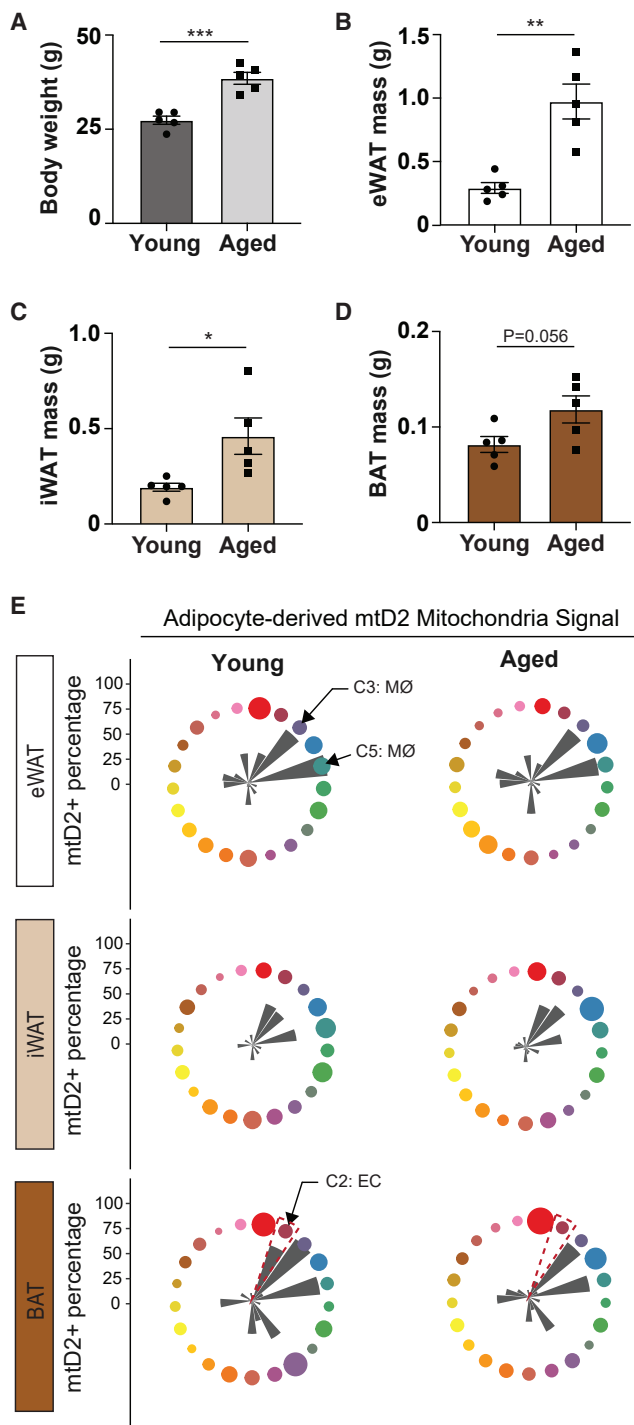 A
Body weight (g)
50
25
0
***
Young
Aged
B
eWAT mass (g)
1.5
1.0
0.5
0
**
Young
Aged
C
iWAT mass (g)
1.0
0.5
0
*
Young
Aged
D
BAT mass (g)
0.2
0.1
0
P=0.056
Young
Aged
E
Adipocyte-derived mtD2 Mitochondria Signal
Young
Aged
eWAT
mtD2+ percentage
100
75
50
25
0
C3: MØ
C5: MØ
iWAT
mtD2+ percentage
100
75
50
25
0
BAT
mtD2+ percentage
100
75
50
25
0
C2: EC